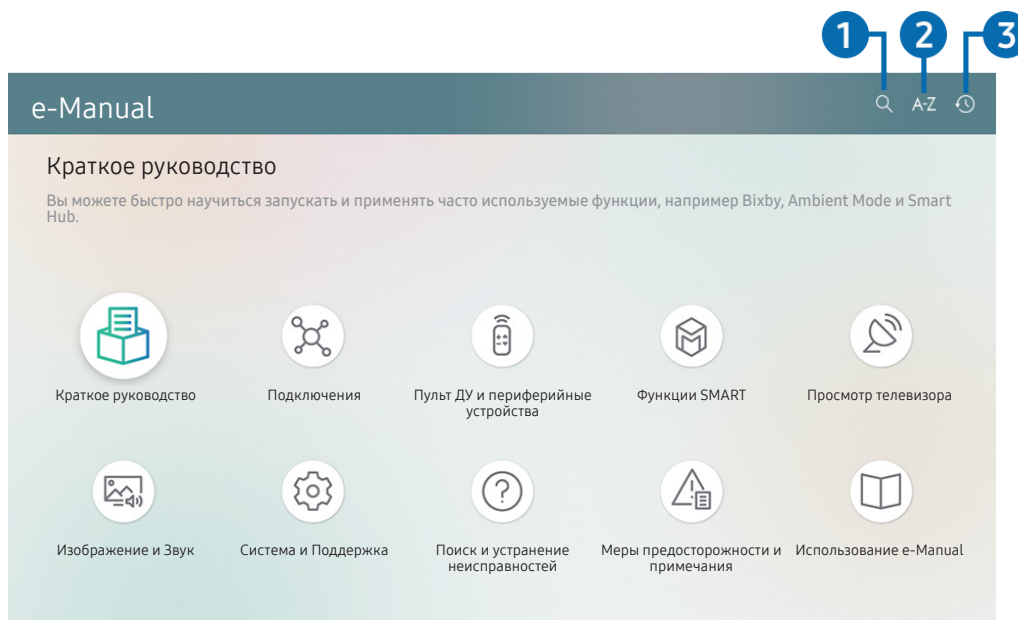 1 2 3
e-Manual
A-Z
Краткое руководство
Вы можете быстро научиться запускать и применять часто используемые функции, например Bixby, Ambient Mode и Smart
Hub.
Краткое руководство
Подключения
Пульт ДУ и периферийные
устройства
Функции SMART
Просмотр телевизора
Изображение и Звук
Система и Поддержка
Поиск и устранение
неисправностей
Меры предосторожности и
примечания
Использование e-Manual